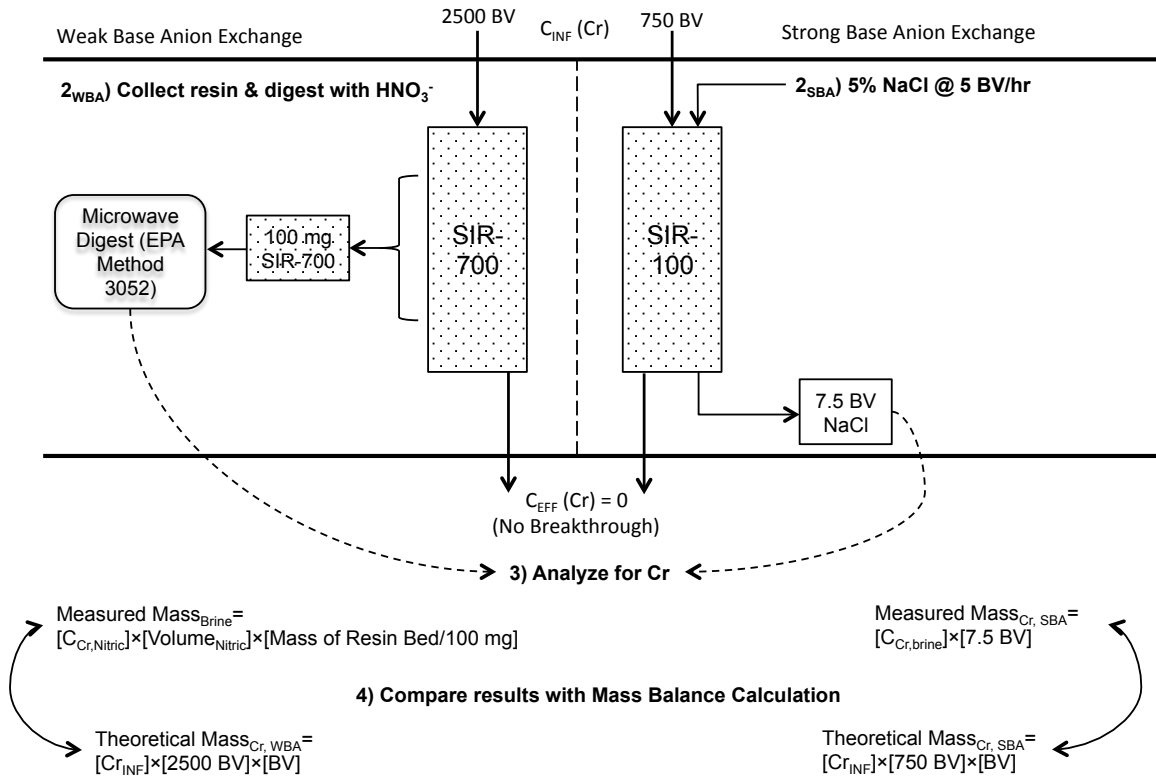 Weak Base Anion Exchange
2500 BV
C_INF (Cr)
750 BV
Strong Base Anion Exchange
2_WBA) Collect resin & digest with HNO₃⁻
2_SBA) 5% NaCl @ 5 BV/hr
Microwave
Digest (EPA
Method
3052)
100 mg
SIR-700
SIR-
700
SIR-
100
7.5 BV
NaCl
C_EFF (Cr) = 0
(No Breakthrough)
3) Analyze for Cr
Measured Mass_Brine=
[C_Cr,Nitric]×[Volume_Nitric]×[Mass of Resin Bed/100 mg]
Measured Mass_Cr, SBA=
[C_Cr,brine]×[7.5 BV]
4) Compare results with Mass Balance Calculation
Theoretical Mass_Cr, WBA=
[Cr_INF]×[2500 BV]×[BV]
Theoretical Mass_Cr, SBA=
[Cr_INF]×[750 BV]×[BV]